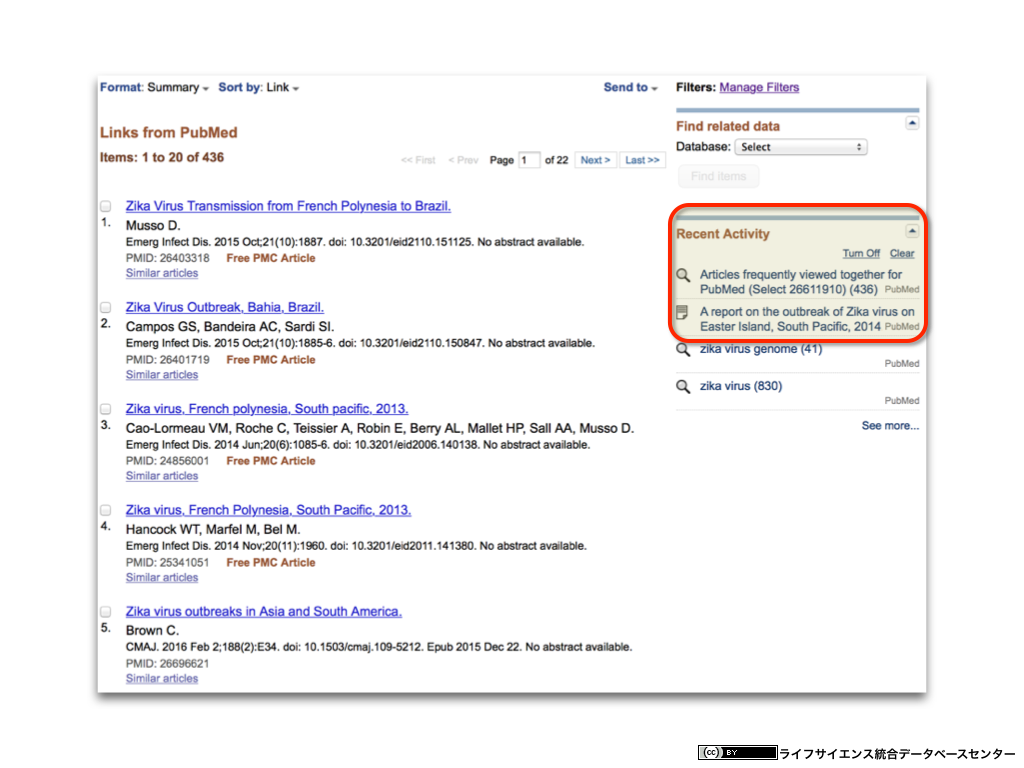 Format: Summary Sort by: Link Send to
Links from PubMed
Items: 1 to 20 of 436
<< First < Prev Page 1 of 22 Next > Last >>
Zika Virus Transmission from French Polynesia to Brazil.
1. Musso D.
Emerg Infect Dis. 2015 Oct;21(10):1887. doi: 10.3201/eid2110.151125. No abstract available.
PMID: 26403318 Free PMC Article
Similar articles
Zika Virus Outbreak, Bahia, Brazil.
2. Campos GS, Bandeira AC, Sardi SI.
Emerg Infect Dis. 2015 Oct;21(10):1885-6. doi: 10.3201/eid2110.150847. No abstract available.
PMID: 26401719 Free PMC Article
Similar articles
Zika virus, French polynesia, South pacific, 2013.
3. Cao-Lormeau VM, Roche C, Teissier A, Robin E, Berry AL, Mallet HP, Sall AA, Musso D.
Emerg Infect Dis. 2014 Jun;20(6):1085-6. doi: 10.3201/eid2006.140138. No abstract available.
PMID: 24856001 Free PMC Article
Similar articles
Zika virus, French Polynesia, South Pacific, 2013.
4. Hancock WT, Marfel M, Bel M.
Emerg Infect Dis. 2014 Nov;20(11):1960. doi: 10.3201/eid2011.141380. No abstract available.
PMID: 25341051 Free PMC Article
Similar articles
Zika virus outbreaks in Asia and South America.
5. Brown C.
CMAJ. 2016 Feb 2;188(2):E34. doi: 10.1503/cmaj.109-5212. Epub 2015 Dec 22. No abstract available.
PMID: 26696621
Similar articles
Filters: Manage Filters
Find related data
Database: Select
Find items
Recent Activity
Turn Off Clear
Articles frequently viewed together for
PubMed (Select 26611910) (436) PubMed
A report on the outbreak of Zika virus on
Easter Island, South Pacific, 2014 PubMed
zika virus genome (41)
PubMed
zika virus (830)
PubMed
See more...
(cc) BY ライフサイエンス統合データベースセンター